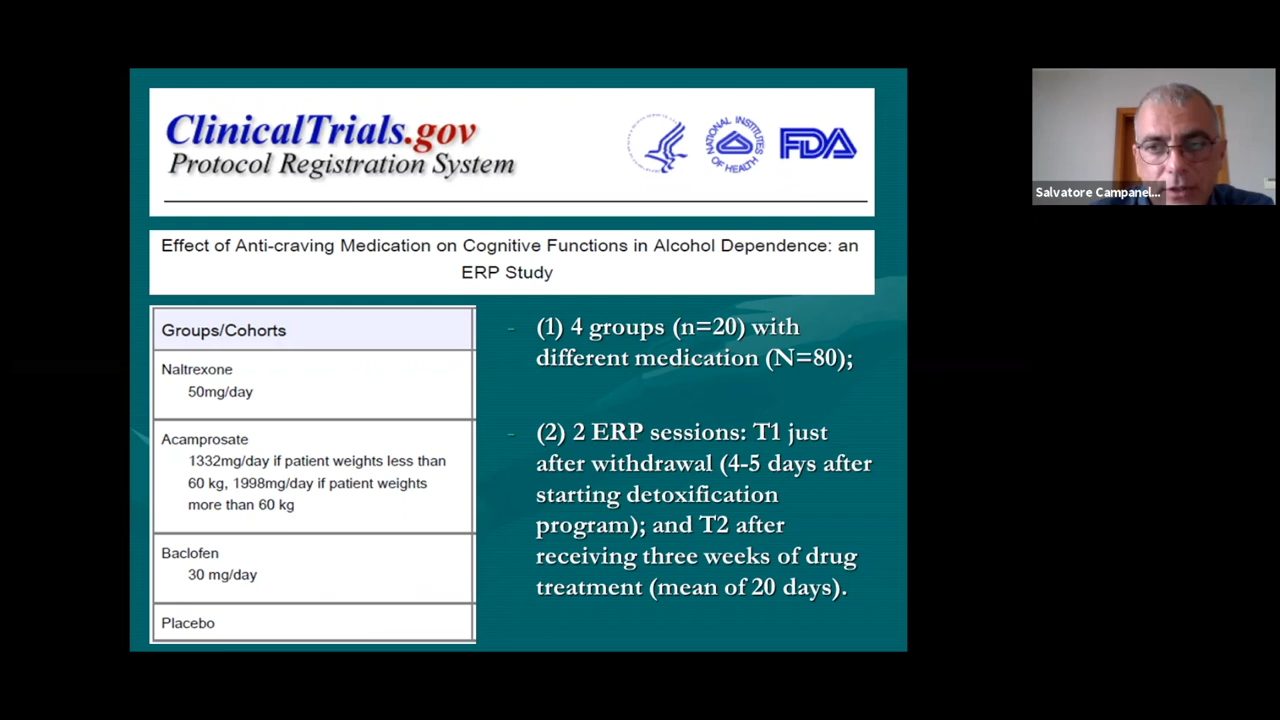 ClinicalTrials.gov
Protocol Registration System
NATIONAL INSTITUTES OF HEALTH
FDA
Effect of Anti-craving Medication on Cognitive Functions in Alcohol Dependence: an
ERP Study
Groups/Cohorts
Naltrexone
50mg/day
Acamprosate
1332mg/day if patient weights less than
60 kg, 1998mg/day if patient weights
more than 60 kg
Baclofen
30 mg/day
Placebo
- (1) 4 groups (n=20) with
different medication (N=80);
- (2) 2 ERP sessions: T1 just
after withdrawal (4-5 days after
starting detoxification
program); and T2 after
receiving three weeks of drug
treatment (mean of 20 days).
Salvatore Campanel...